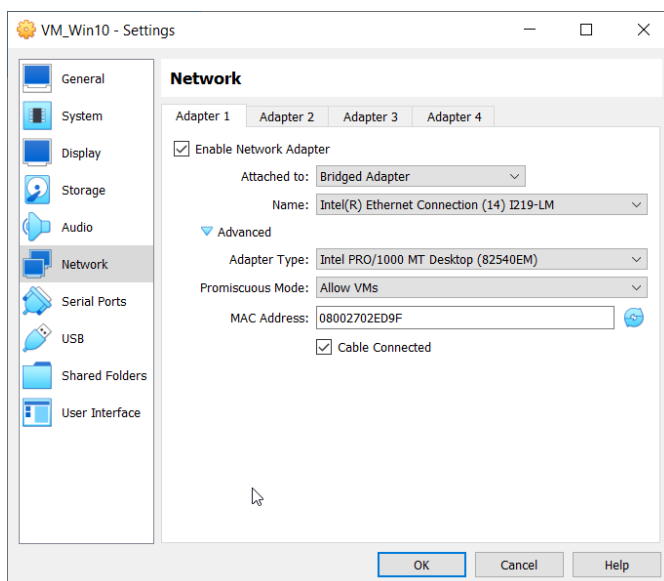 VM_Win10 - Settings
General
System
Display
Storage
Audio
Network
Serial Ports
USB
Shared Folders
User Interface
Network
Adapter 1 Adapter 2 Adapter 3 Adapter 4
Enable Network Adapter
Attached to: Bridged Adapter
Name: Intel(R) Ethernet Connection (14) I219-LM
Advanced
Adapter Type: Intel PRO/1000 MT Desktop (82540EM)
Promiscuous Mode: Allow VMs
MAC Address: 08002702ED9F
Cable Connected
OK Cancel Help